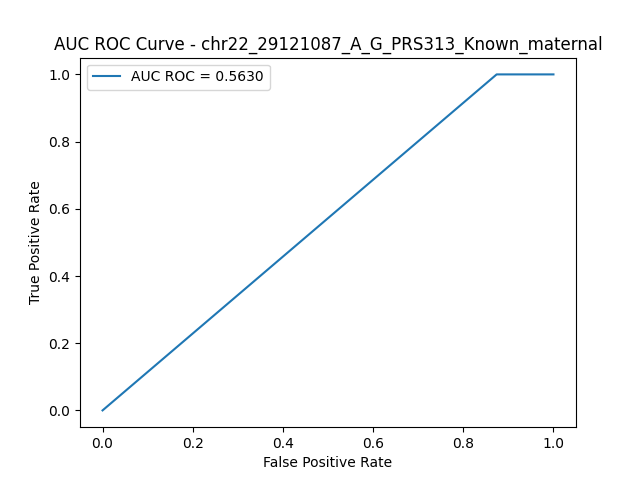 AUC ROC Curve - chr22_29121087_A_G_PRS313_Known_maternal
AUC ROC = 0.5630
1.0
0.8
0.6
0.4
0.2
0.0
True Positive Rate
0.0 0.2 0.4 0.6 0.8 1.0
False Positive Rate